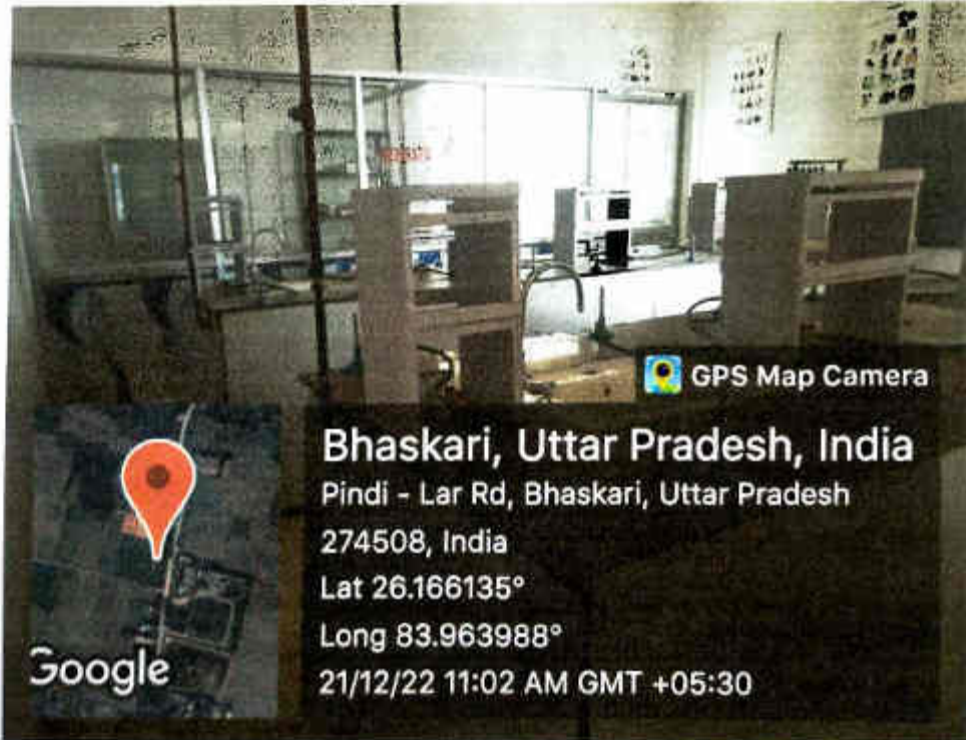 GPS Map Camera
Bhaskari, Uttar Pradesh, India
Pindi - Lar Rd, Bhaskari, Uttar Pradesh
274508, India
Lat 26.166135°
Long 83.963988°
21/12/22 11:02 AM GMT +05:30
Google